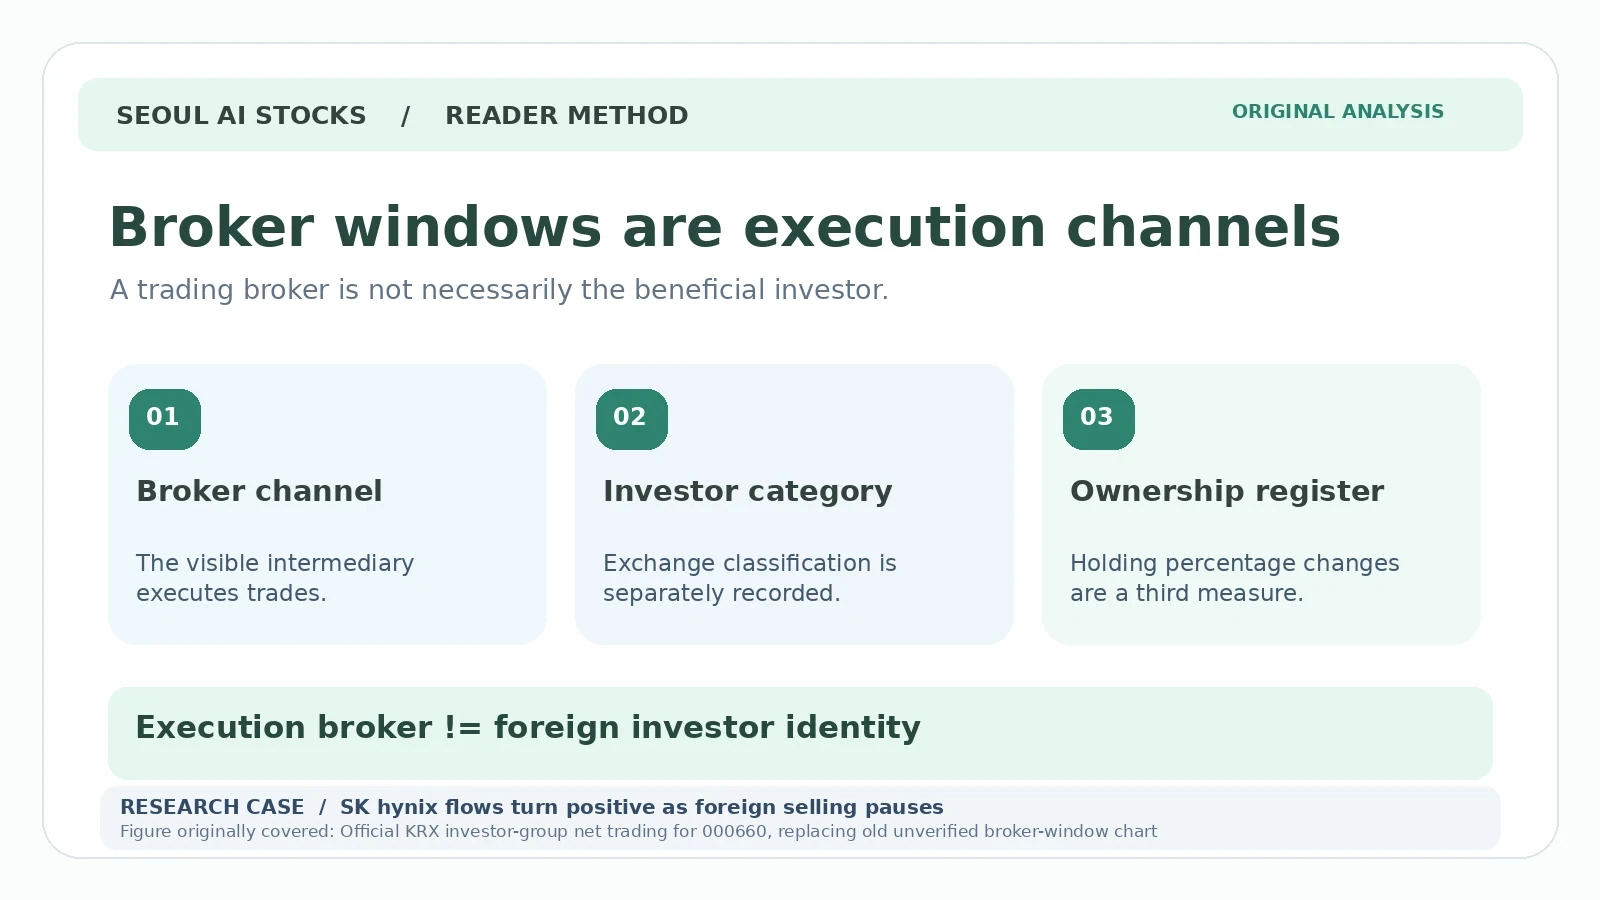 SEOUL AI STOCKS / READER METHOD
ORIGINAL ANALYSIS
Broker windows are execution channels
A trading broker is not necessarily the beneficial investor.
01
Broker channel
The visible intermediary
executes trades.
02
Investor category
Exchange classification is
separately recorded.
03
Ownership register
Holding percentage changes
are a third measure.
Execution broker != foreign investor identity
RESEARCH CASE / SK hynix flows turn positive as foreign selling pauses
Figure originally covered: Official KRX investor-group net trading for 000660, replacing old unverified broker-window chart